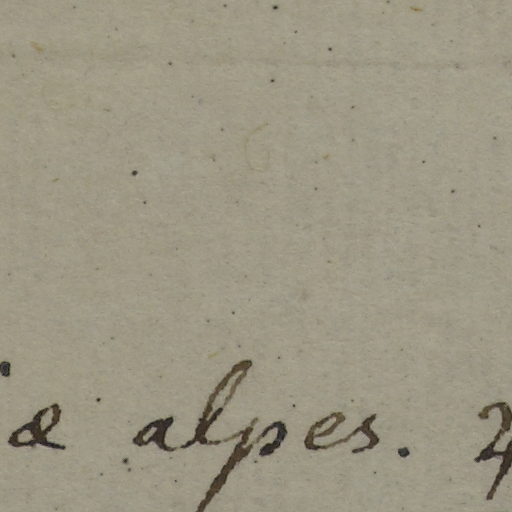 æ alpes. ♃